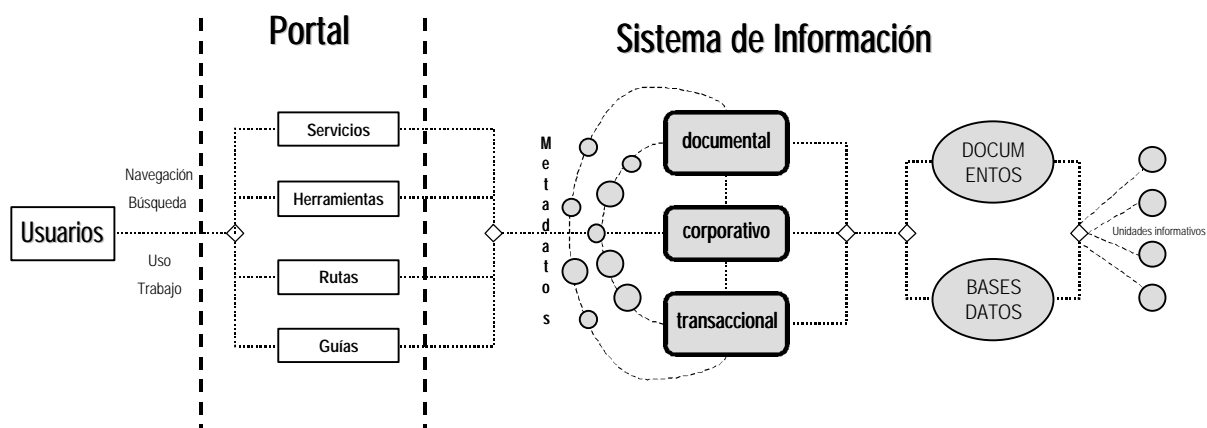 Portal
Sistema de Información
Usuarios
Navegación
Búsqueda
Uso
Trabajo
Servicios
Herramientas
Rutas
Guías
Metadatos
documental
corporativo
transaccional
DOCUM
ENTOS
BASES
DATOS
Unidades informativos